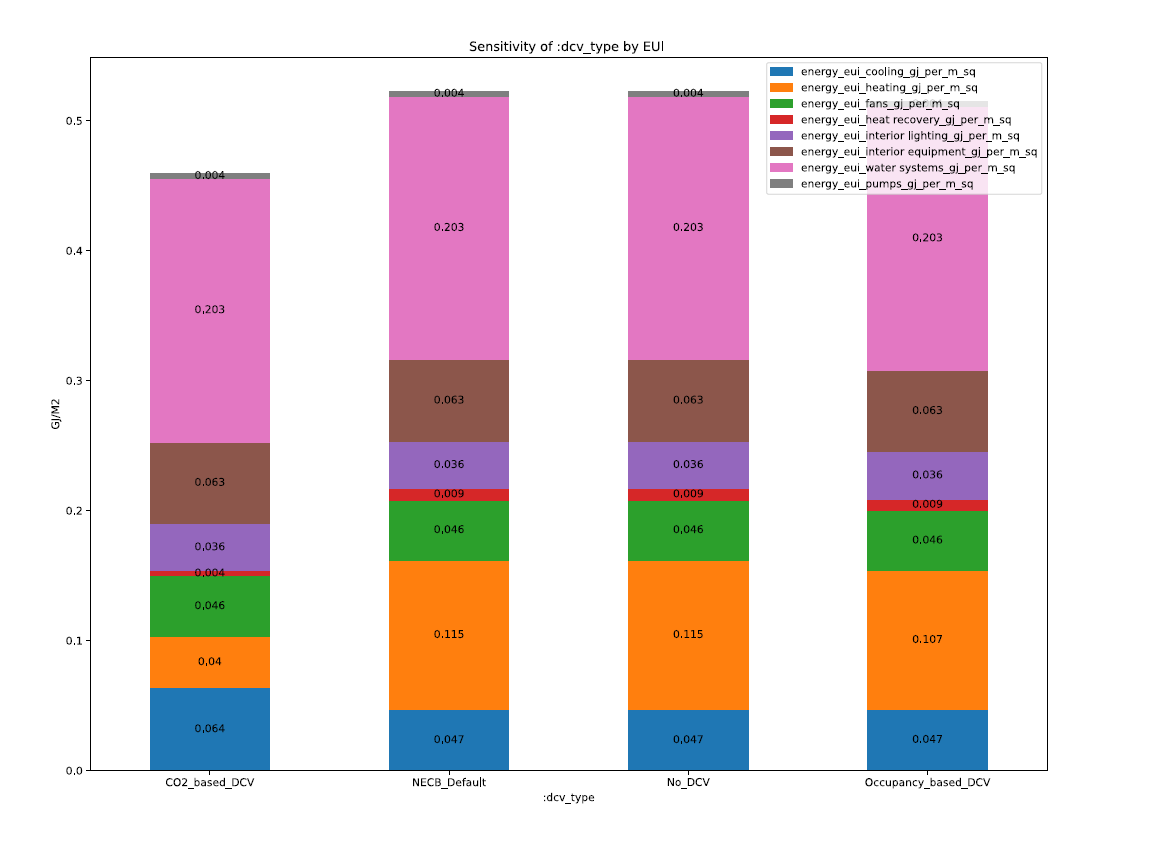 Sensitivity of :dcv_type by EUI
energy_eui_cooling_gj_per_m_sq
energy_eui_heating_gj_per_m_sq
energy_eui_fans_gj_per_m_sq
energy_eui_heat recovery_gj_per_m_sq
energy_eui_interior lighting_gj_per_m_sq
energy_eui_interior equipment_gj_per_m_sq
energy_eui_water systems_gj_per_m_sq
energy_eui_pumps_gj_per_m_sq
GJ/M2
0.5
0.4
0.3
0.2
0.1
0.0
0.004
0.203
0.063
0.036
0.004
0.046
0.04
0.064
0.004
0.203
0.063
0.036
0.009
0.046
0.115
0.047
0.004
0.203
0.063
0.036
0.009
0.046
0.115
0.047
0.203
0.063
0.036
0.009
0.046
0.107
0.047
CO2_based_DCV
NECB_Default
No_DCV
Occupancy_based_DCV
:dcv_type